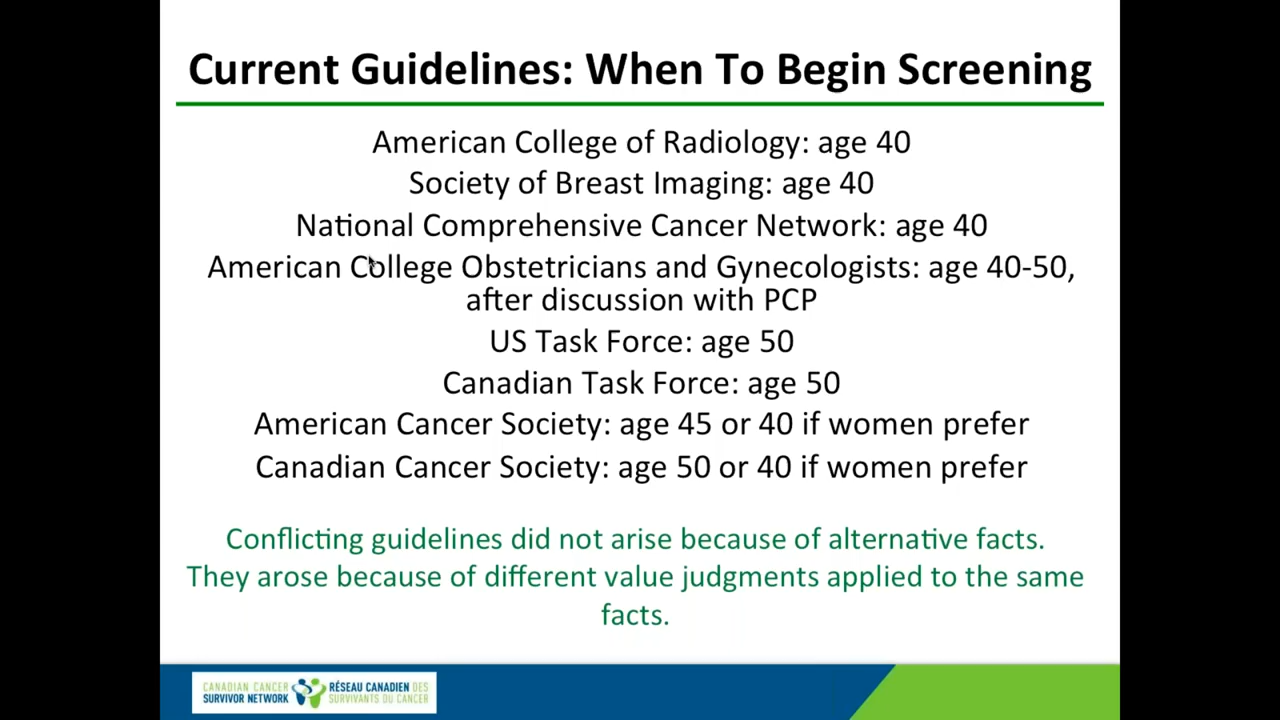 Current Guidelines: When To Begin Screening
American College of Radiology: age 40
Society of Breast Imaging: age 40
National Comprehensive Cancer Network: age 40
American College Obstetricians and Gynecologists: age 40-50,
after discussion with PCP
US Task Force: age 50
Canadian Task Force: age 50
American Cancer Society: age 45 or 40 if women prefer
Canadian Cancer Society: age 50 or 40 if women prefer
Conflicting guidelines did not arise because of alternative facts.
They arose because of different value judgments applied to the same
facts.
CANADIAN CANCER
SURVIVOR NETWORK
RÉSEAU CANADIEN DES
SURVIVANTS DU CANCER